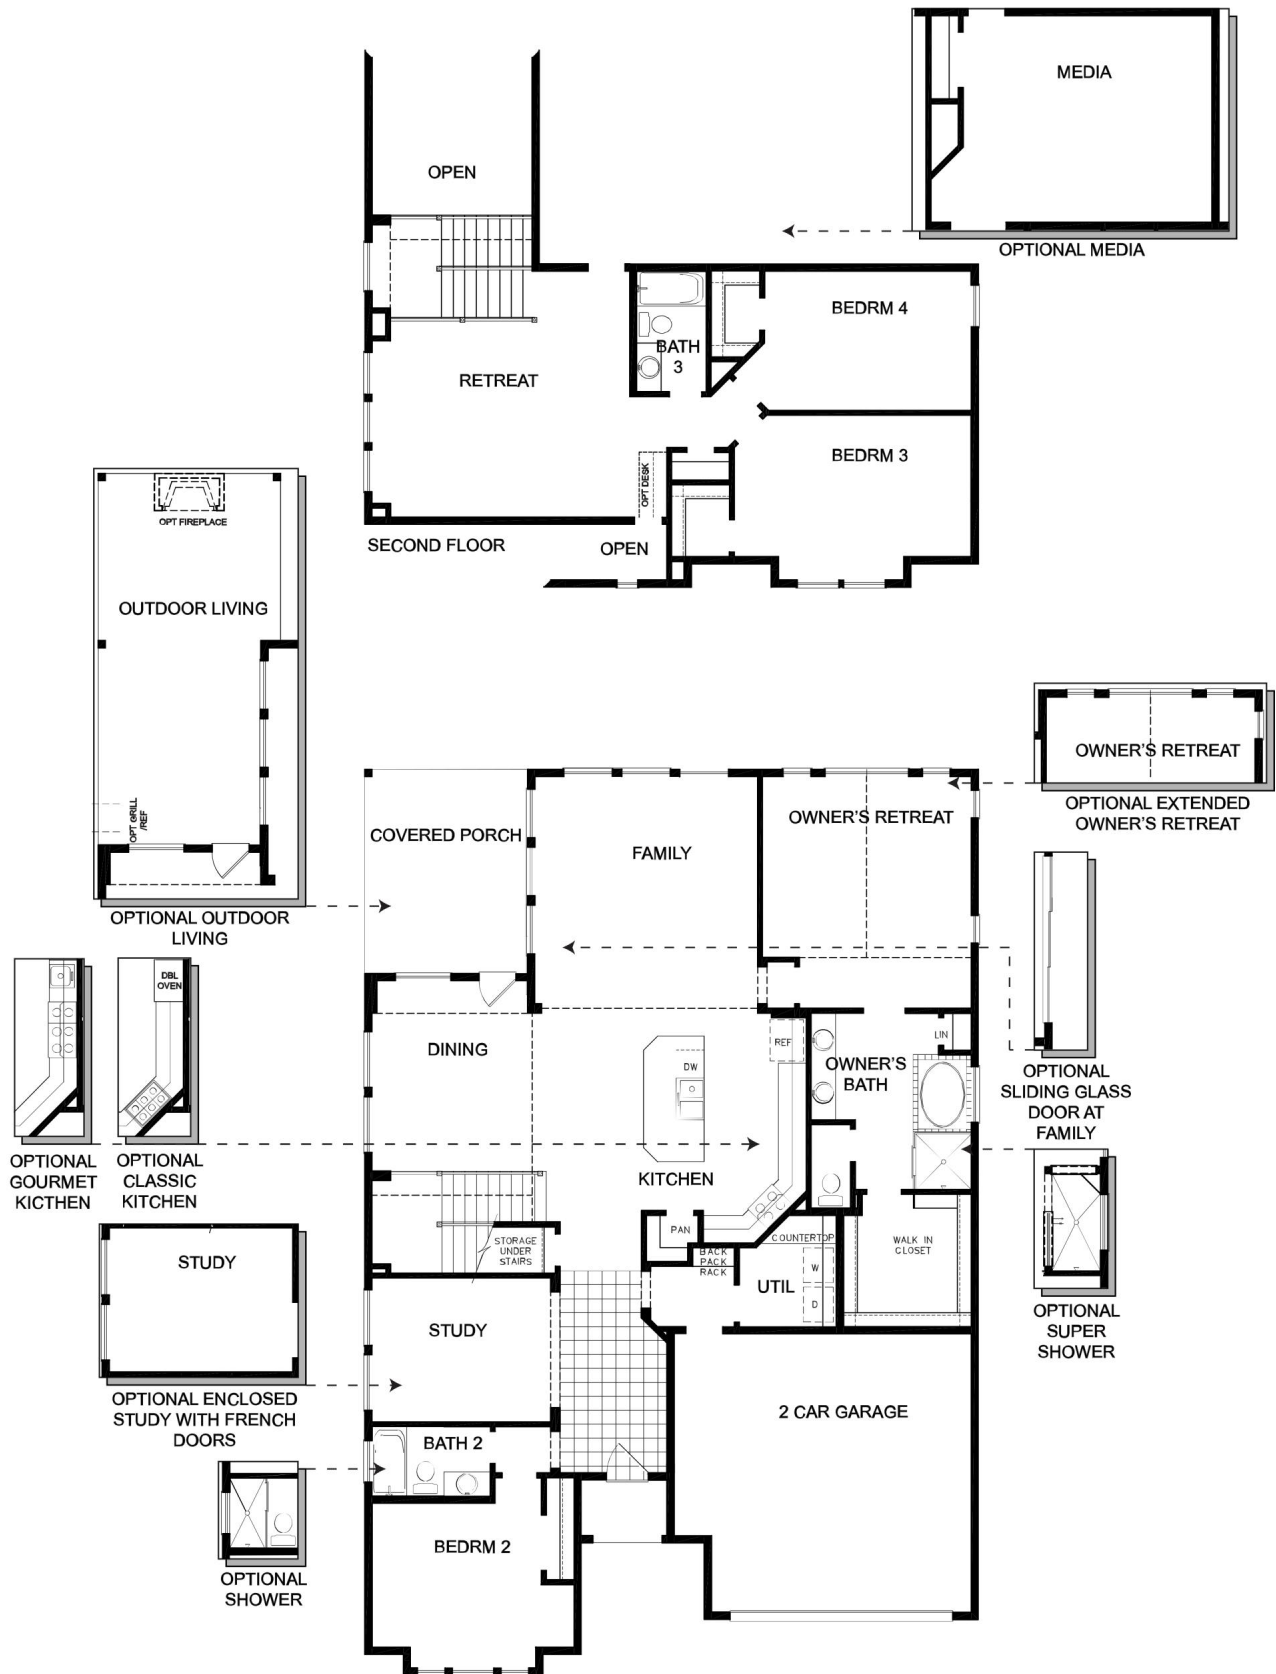 MEDIA
OPTIONAL MEDIA
OPEN
BEDRM 4
BATH
3
RETREAT
BEDRM 3
OPT DESK
SECOND FLOOR
OPEN
OPT FIREPLACE
OUTDOOR LIVING
OPT GRILL
/REF
OPTIONAL OUTDOOR
LIVING
OWNER'S RETREAT
OPTIONAL EXTENDED
OWNER'S RETREAT
COVERED PORCH
FAMILY
OWNER'S RETREAT
DBL
OVEN
OPTIONAL
GOURMET
KICTHEN
OPTIONAL
CLASSIC
KITCHEN
DINING
DW
REF
KITCHEN
OWNER'S
BATH
LIN
OPTIONAL
SLIDING GLASS
DOOR AT
FAMILY
STORAGE
UNDER
STAIRS
PAN
BACK
PACK
RACK
COUNTERTOP
W
D
UTIL
WALK IN
CLOSET
OPTIONAL
SUPER
SHOWER
STUDY
OPTIONAL ENCLOSED
STUDY WITH FRENCH
DOORS
STUDY
2 CAR GARAGE
BATH 2
OPTIONAL
SHOWER
BEDRM 2